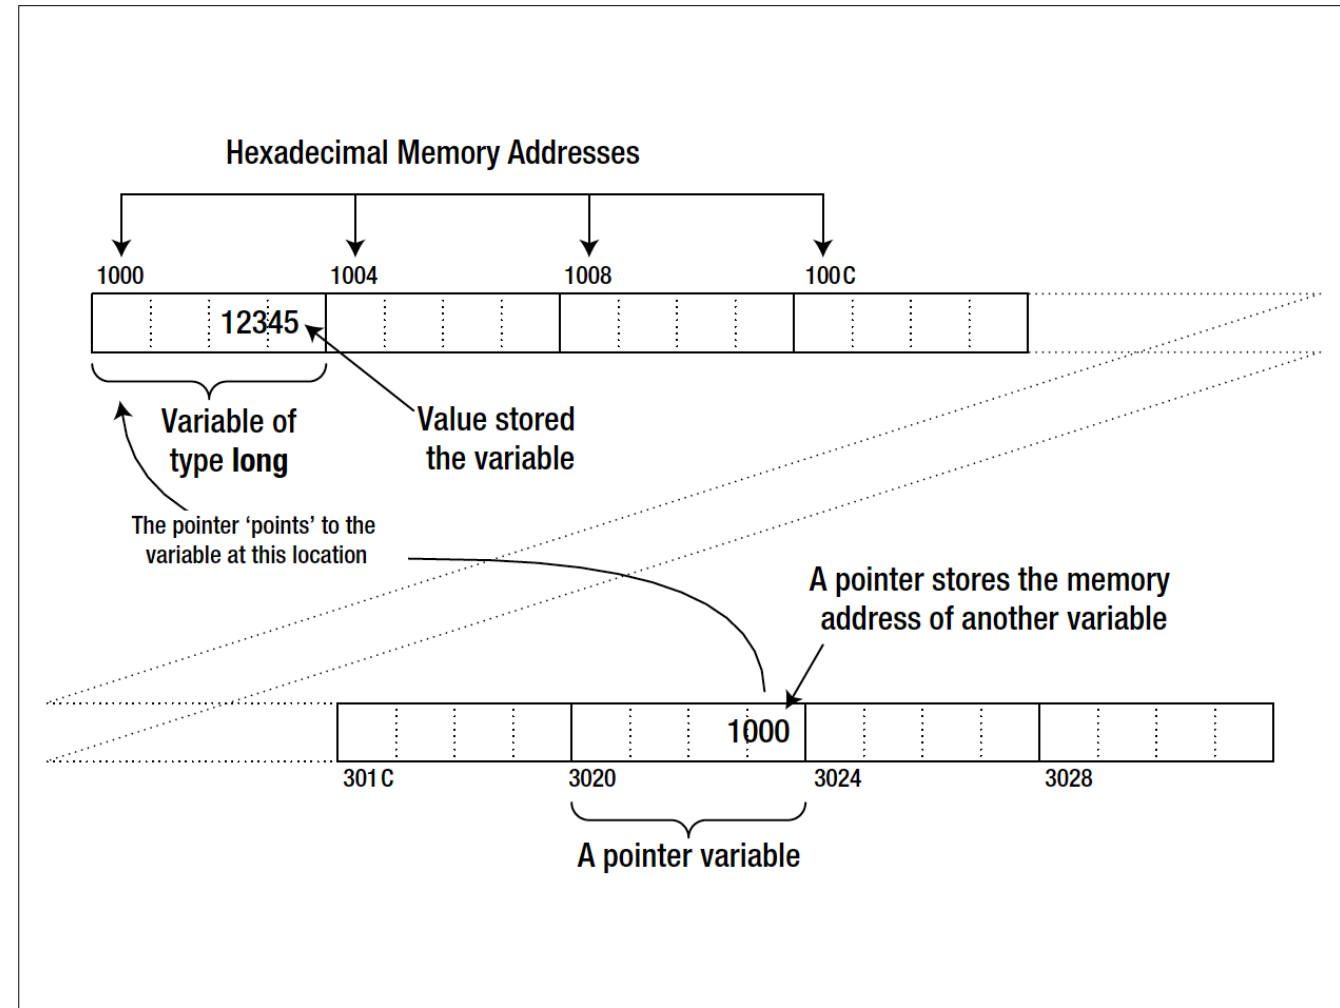 Hexadecimal Memory Addresses
1000 1004 1008 100C
12345
Variable of
type long
Value stored
the variable
The pointer ‘points’ to the
variable at this location
A pointer stores the memory
address of another variable
1000
301C 3020 3024 3028
A pointer variable